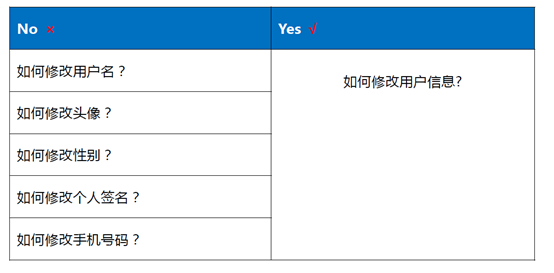 No ×
Yes √
如何修改用户名？
如何修改用户信息?
如何修改头像？
如何修改性别？
如何修改个人签名？
如何修改手机号码？